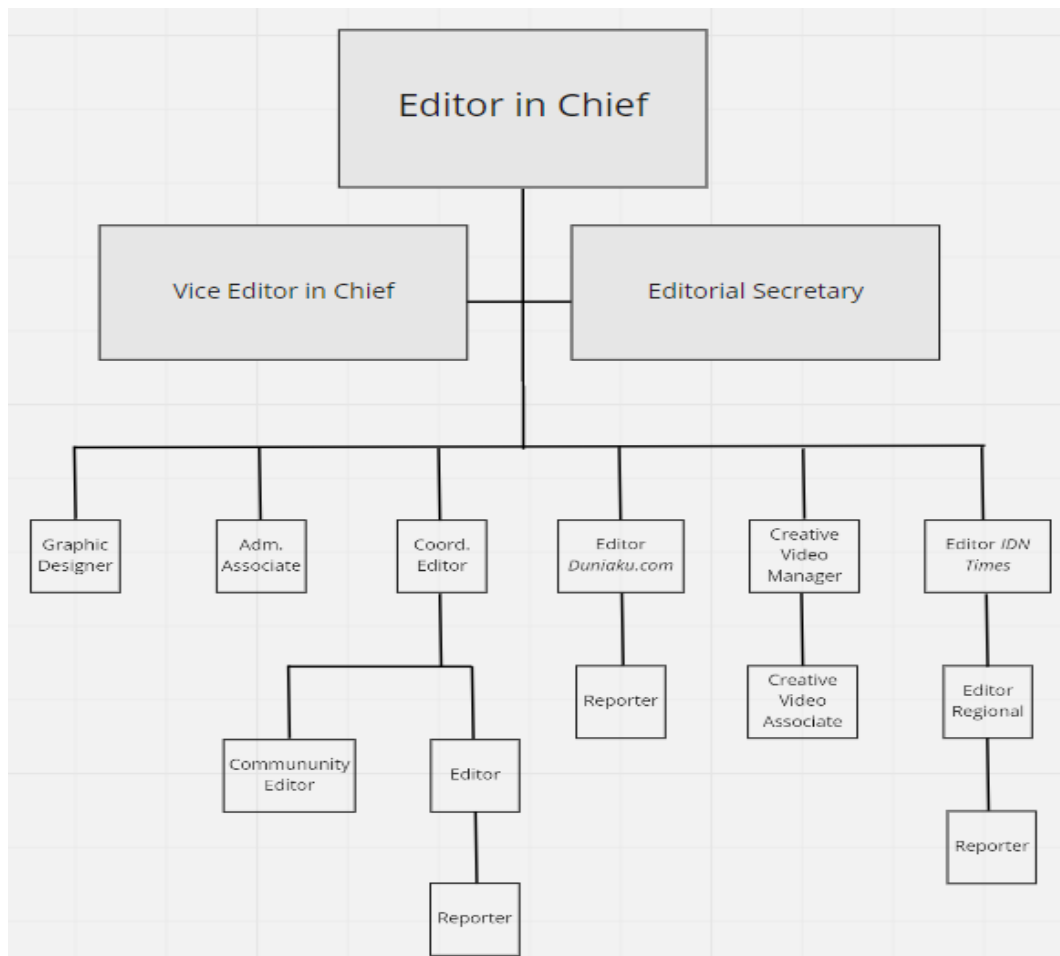 Editor in Chief
Vice Editor in Chief
Editorial Secretary
Graphic
Designer
Adm.
Associate
Coord.
Editor
Editor
Duniaku.com
Creative
Video
Manager
Editor IDN
Times
Reporter
Creative
Video
Associate
Editor
Regional
Commununity
Editor
Editor
Reporter
Reporter